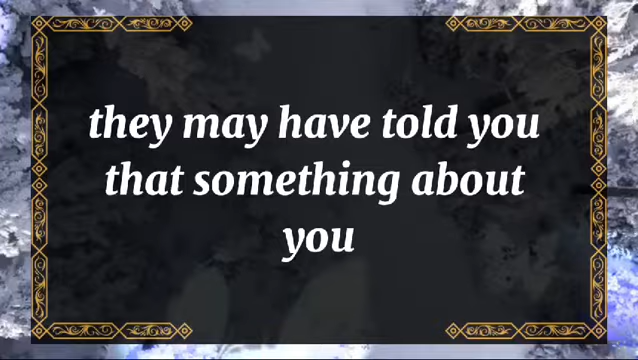 they may have told you
that something about
you